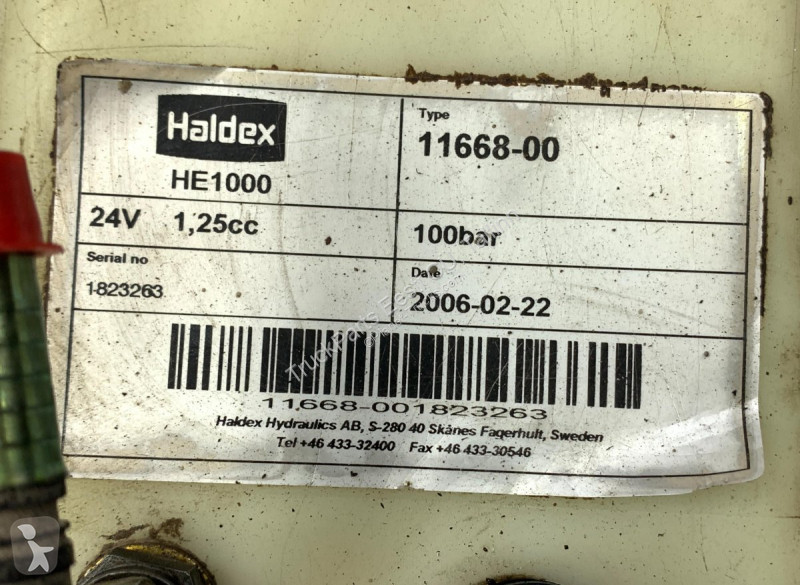 Haldex
HE1000
Type
11668-00
24V 1,25cc
100bar
Serial no
1823263
Date
2006-02-22
11668-001823263
Haldex Hydraulics AB, S-280 40 Skånes Fagerhult, Sweden
Tel +46 433-32400 Fax +46 433-30546